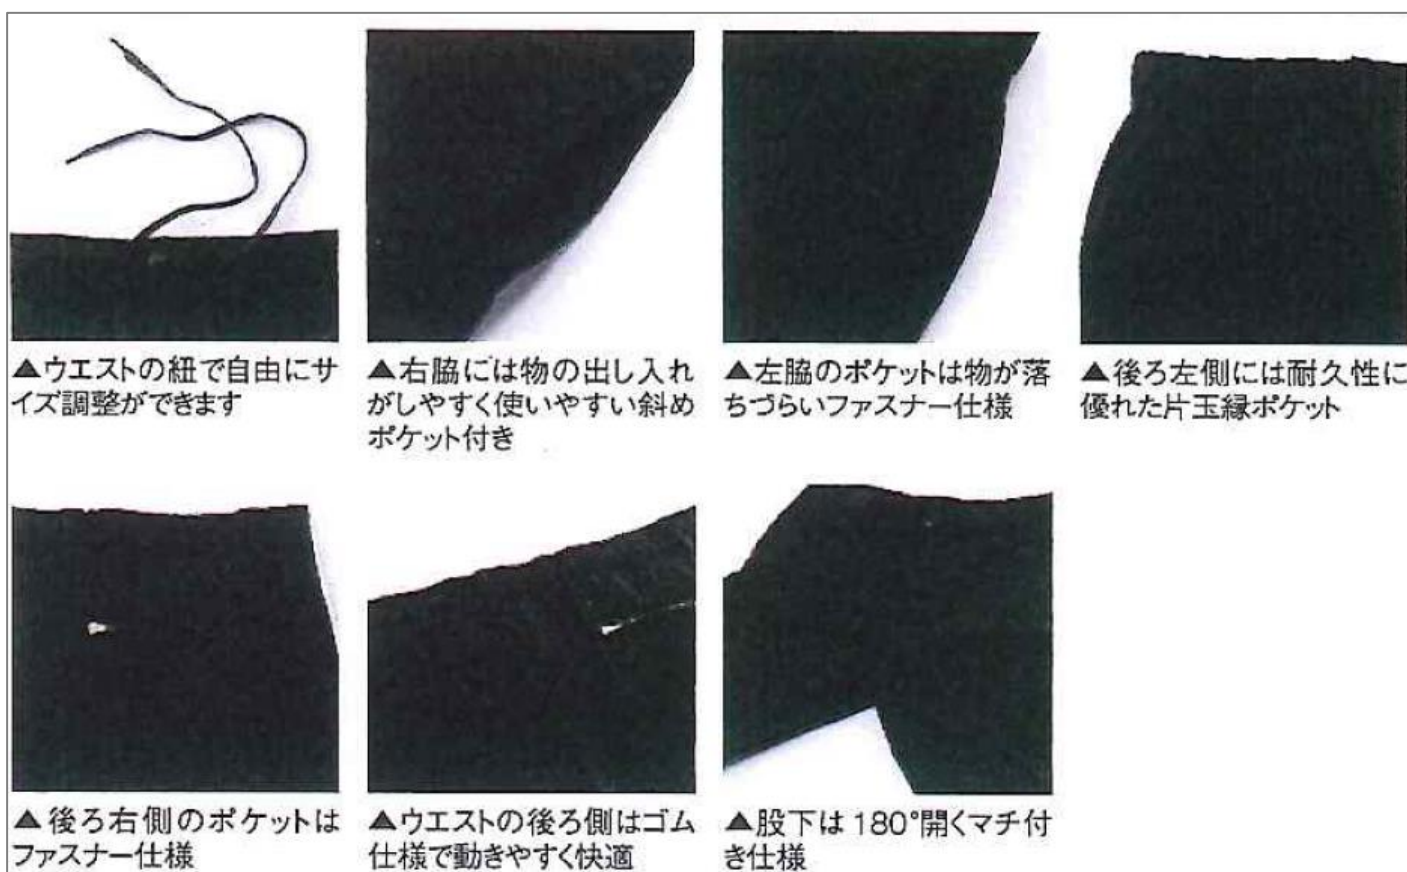 ▲ウエストの紐で自由にサ
イズ調整ができます
▲右脇には物の出し入れ
がしやすく使いやすい斜め
ポケット付き
▲左脇のポケットは物が落
ちづらいファスナー仕様
▲後ろ左側には耐久性に
優れた片玉縁ポケット
▲後ろ右側のポケットは
ファスナー仕様
▲ウエストの後ろ側はゴム
仕様で動きやすく快適
▲股下は180°開くマチ付
き仕様